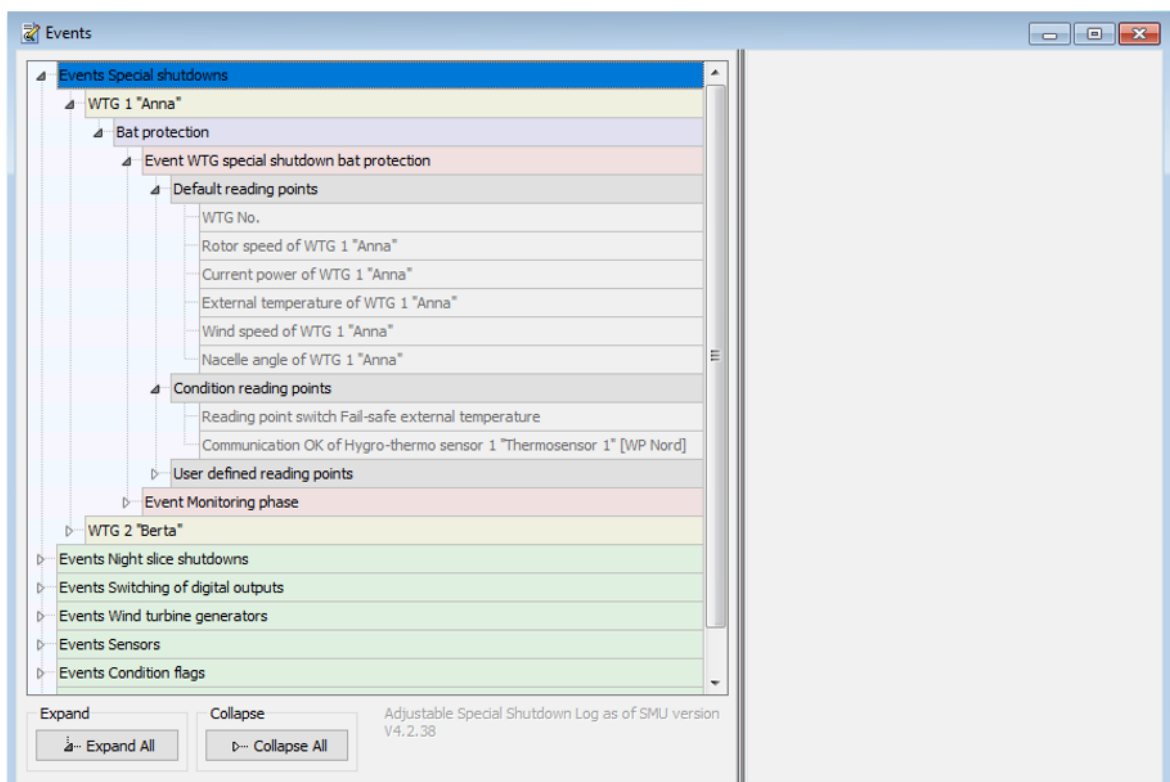 Events
Events Special shutdowns
WTG 1 "Anna"
Bat protection
Event WTG special shutdown bat protection
Default reading points
WTG No.
Rotor speed of WTG 1 "Anna"
Current power of WTG 1 "Anna"
External temperature of WTG 1 "Anna"
Wind speed of WTG 1 "Anna"
Nacelle angle of WTG 1 "Anna"
Condition reading points
Reading point switch Fail-safe external temperature
Communication OK of Hygro-thermo sensor 1 "Thermosensor 1" [WP Nord]
User defined reading points
Event Monitoring phase
WTG 2 "Berta"
Events Night slice shutdowns
Events Switching of digital outputs
Events Wind turbine generators
Events Sensors
Events Condition flags
Expand
Expand All
Collapse
Collapse All
Adjustable Special Shutdown Log as of SMU version
V4.2.38